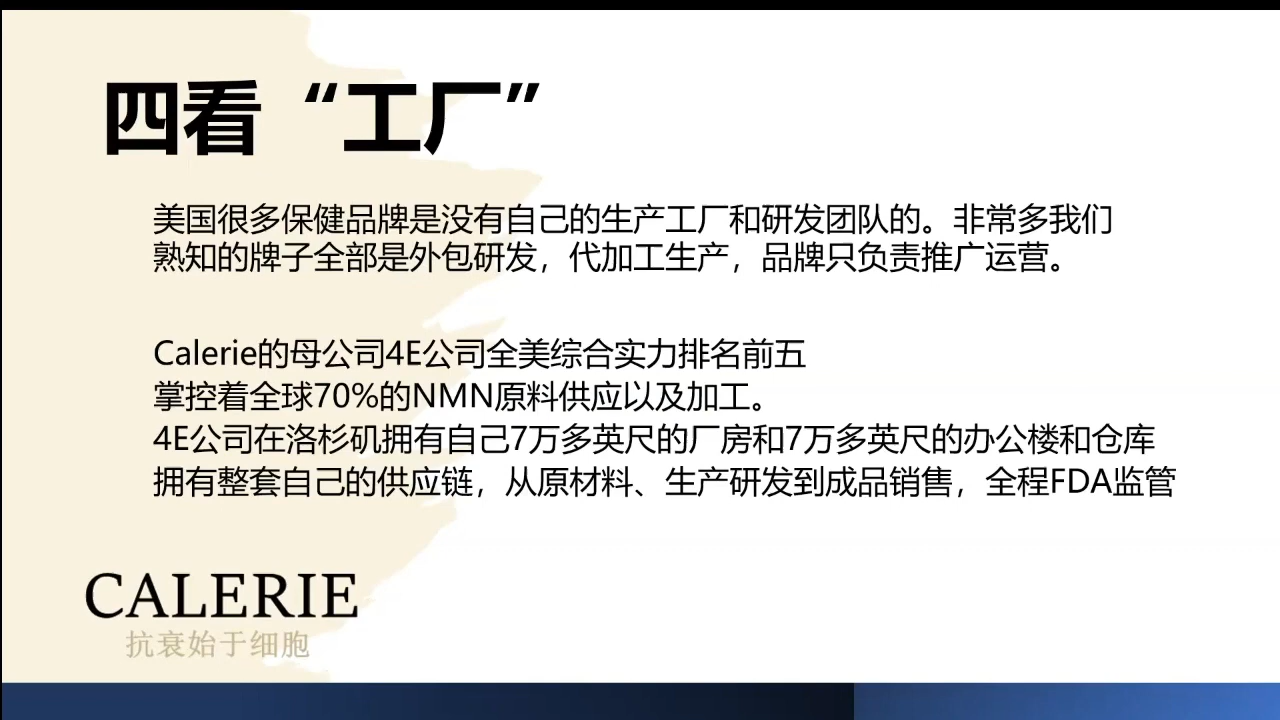 四看“工厂”
美国很多保健品牌是没有自己的生产工厂和研发团队的。非常多我们
熟知的牌子全部是外包研发，代加工生产，品牌只负责推广运营。
Calerie的母公司4E公司全美综合实力排名前五
掌控着全球70%的NMN原料供应以及加工。
4E公司在洛杉矶拥有自己7万多英尺的厂房和7万多英尺的办公楼和仓库
拥有整套自己的供应链，从原材料、生产研发到成品销售，全程FDA监管
CALERIE
抗衰始于细胞